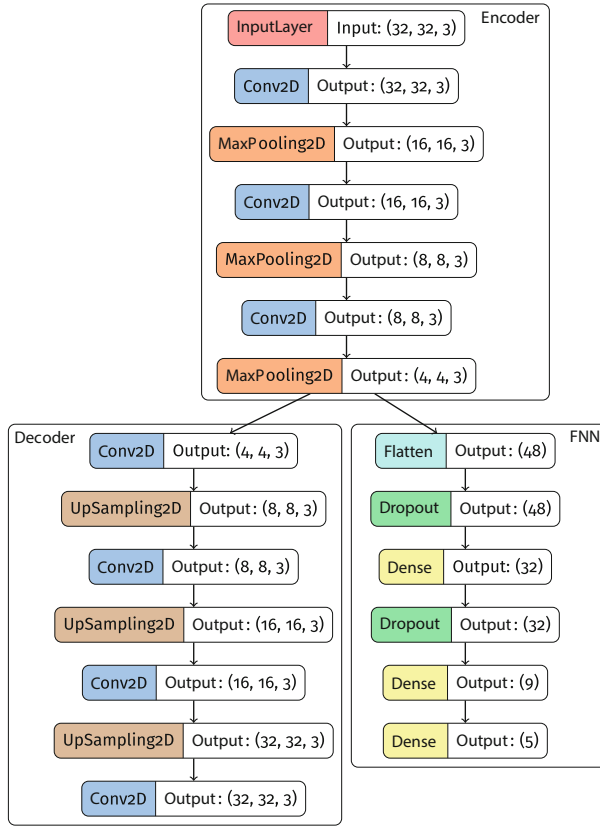 Encoder
InputLayer Input: (32, 32, 3)
Conv2D Output: (32, 32, 3)
MaxPooling2D Output: (16, 16, 3)
Conv2D Output: (16, 16, 3)
MaxPooling2D Output: (8, 8, 3)
Conv2D Output: (8, 8, 3)
MaxPooling2D Output: (4, 4, 3)
Decoder
Conv2D Output: (4, 4, 3)
UpSampling2D Output: (8, 8, 3)
Conv2D Output: (8, 8, 3)
UpSampling2D Output: (16, 16, 3)
Conv2D Output: (16, 16, 3)
UpSampling2D Output: (32, 32, 3)
Conv2D Output: (32, 32, 3)
FNN
Flatten Output: (48)
Dropout Output: (48)
Dense Output: (32)
Dropout Output: (32)
Dense Output: (9)
Dense Output: (5)